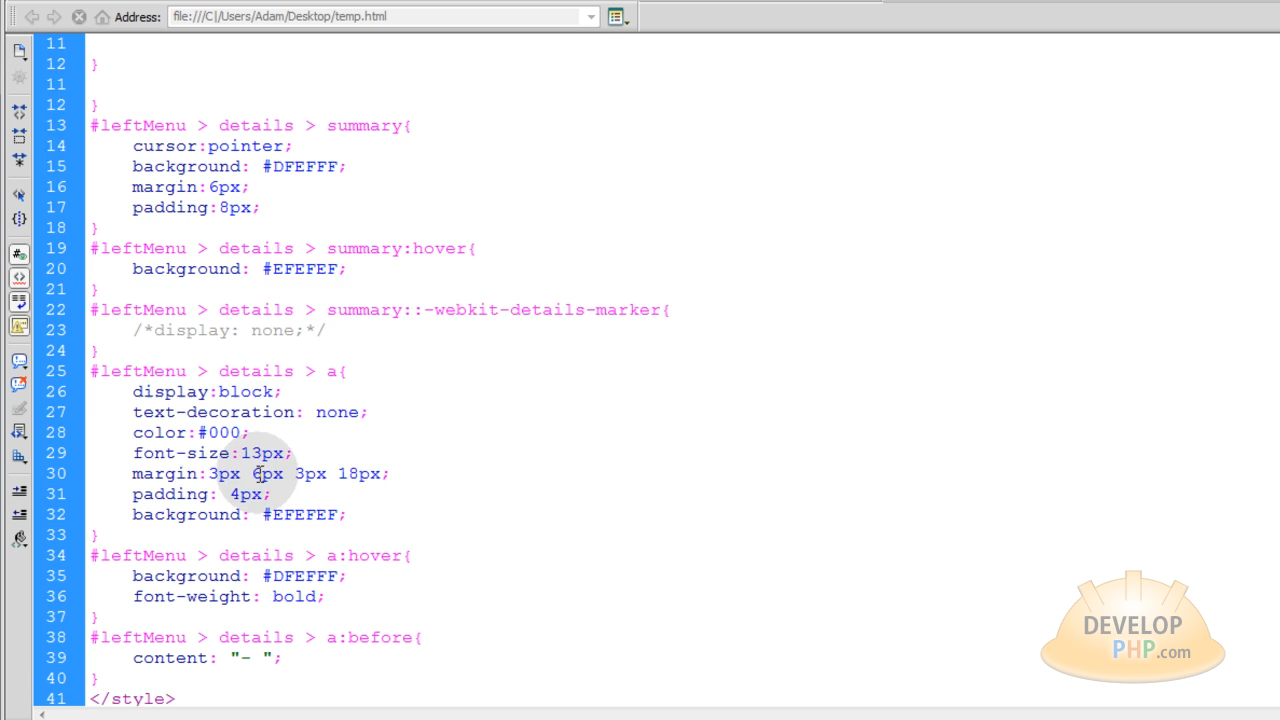 Address: file:///C|/Users/Adam/Desktop/temp.html
11
12 }
11
12 }
13 #leftMenu > details > summary{
14 cursor:pointer;
15 background: #DFEFFF;
16 margin:6px;
17 padding:8px;
18 }
19 #leftMenu > details > summary:hover{
20 background: #EFEFEF;
21 }
22 #leftMenu > details > summary::-webkit-details-marker{
23 /*display: none;*/
24 }
25 #leftMenu > details > a{
26 display:block;
27 text-decoration: none;
28 color:#000;
29 font-size:13px;
30 margin:3px 6px 3px 18px;
31 padding: 4px;
32 background: #EFEFEF;
33 }
34 #leftMenu > details > a:hover{
35 background: #DFEFFF;
36 font-weight: bold;
37 }
38 #leftMenu > details > a:before{
39 content: "- ";
40 }
41 </style>
DEVELOP
PHP.com